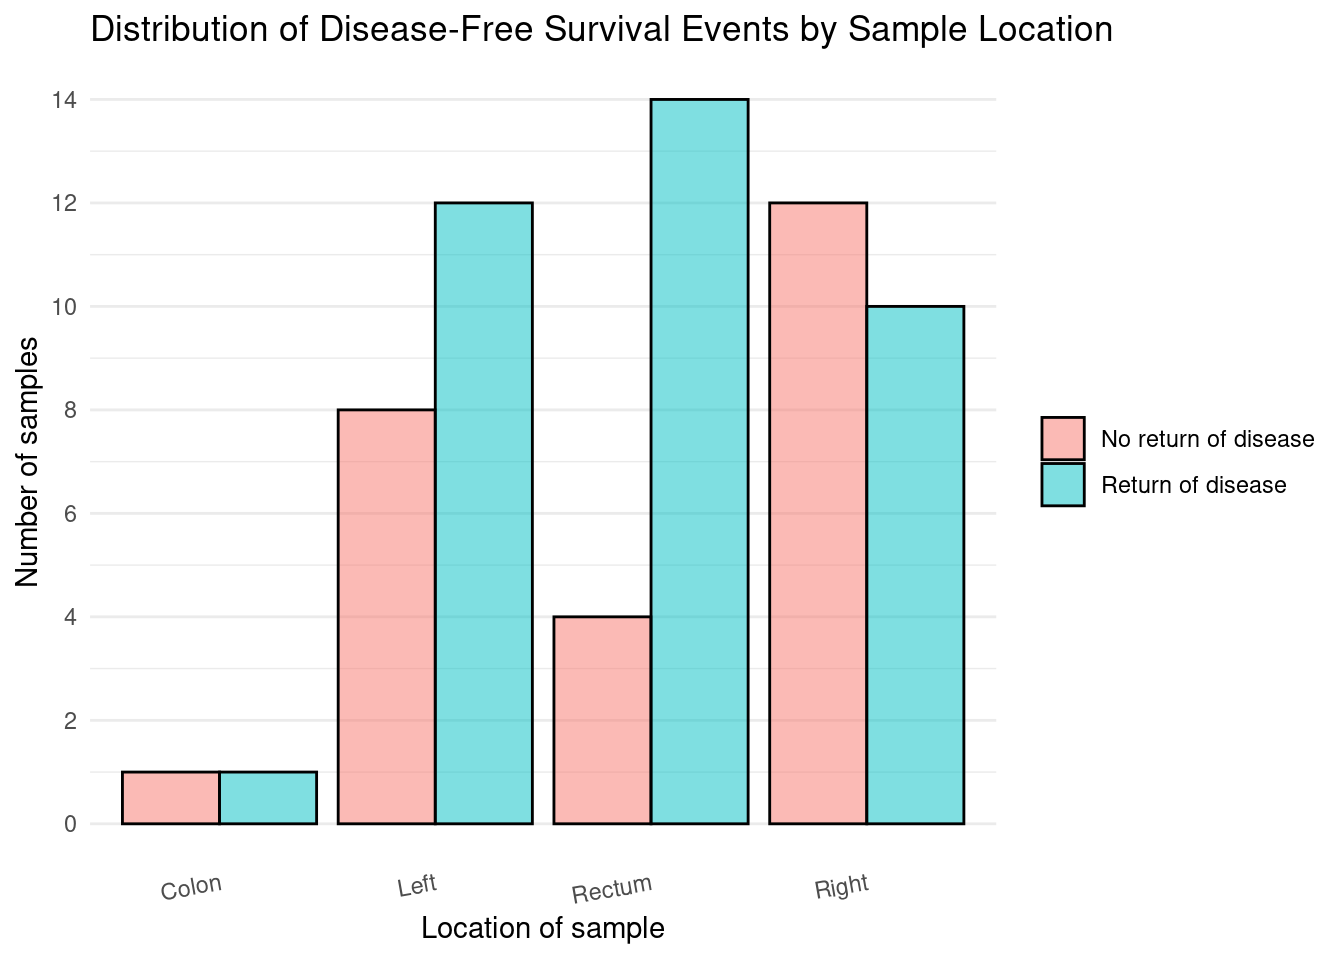 Distribution of Disease-Free Survival Events by Sample Location
14
12
10
8
6
4
2
0
Number of samples
Colon
Left
Rectum
Right
Location of sample
No return of disease
Return of disease